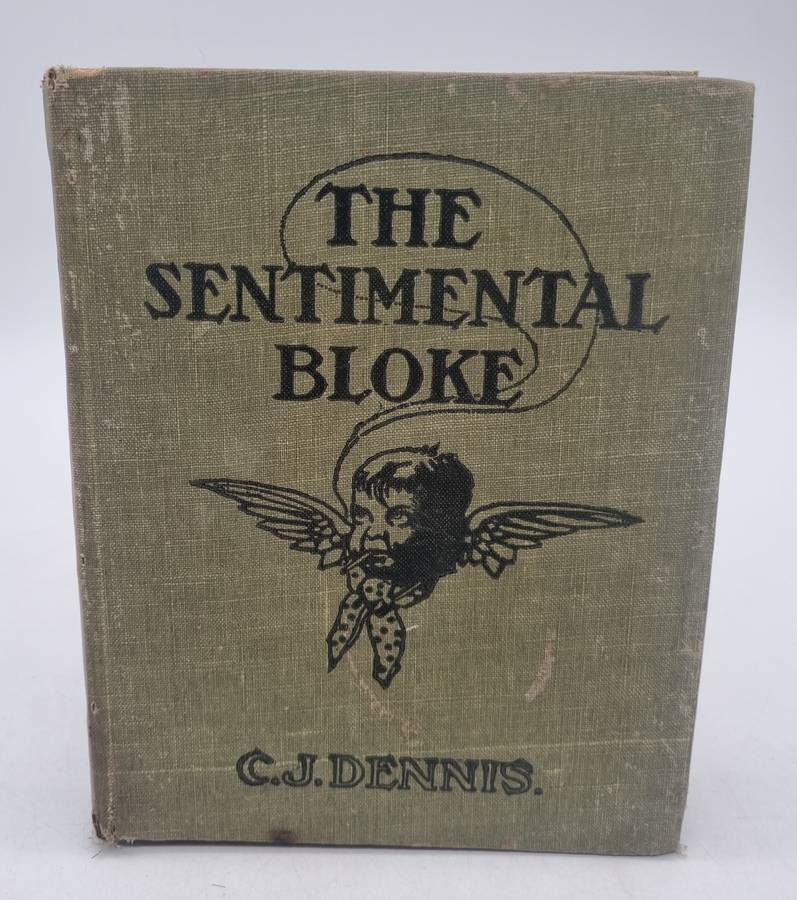 THE
SENTIMENTAL
BLOKE
C.J. DENNIS.